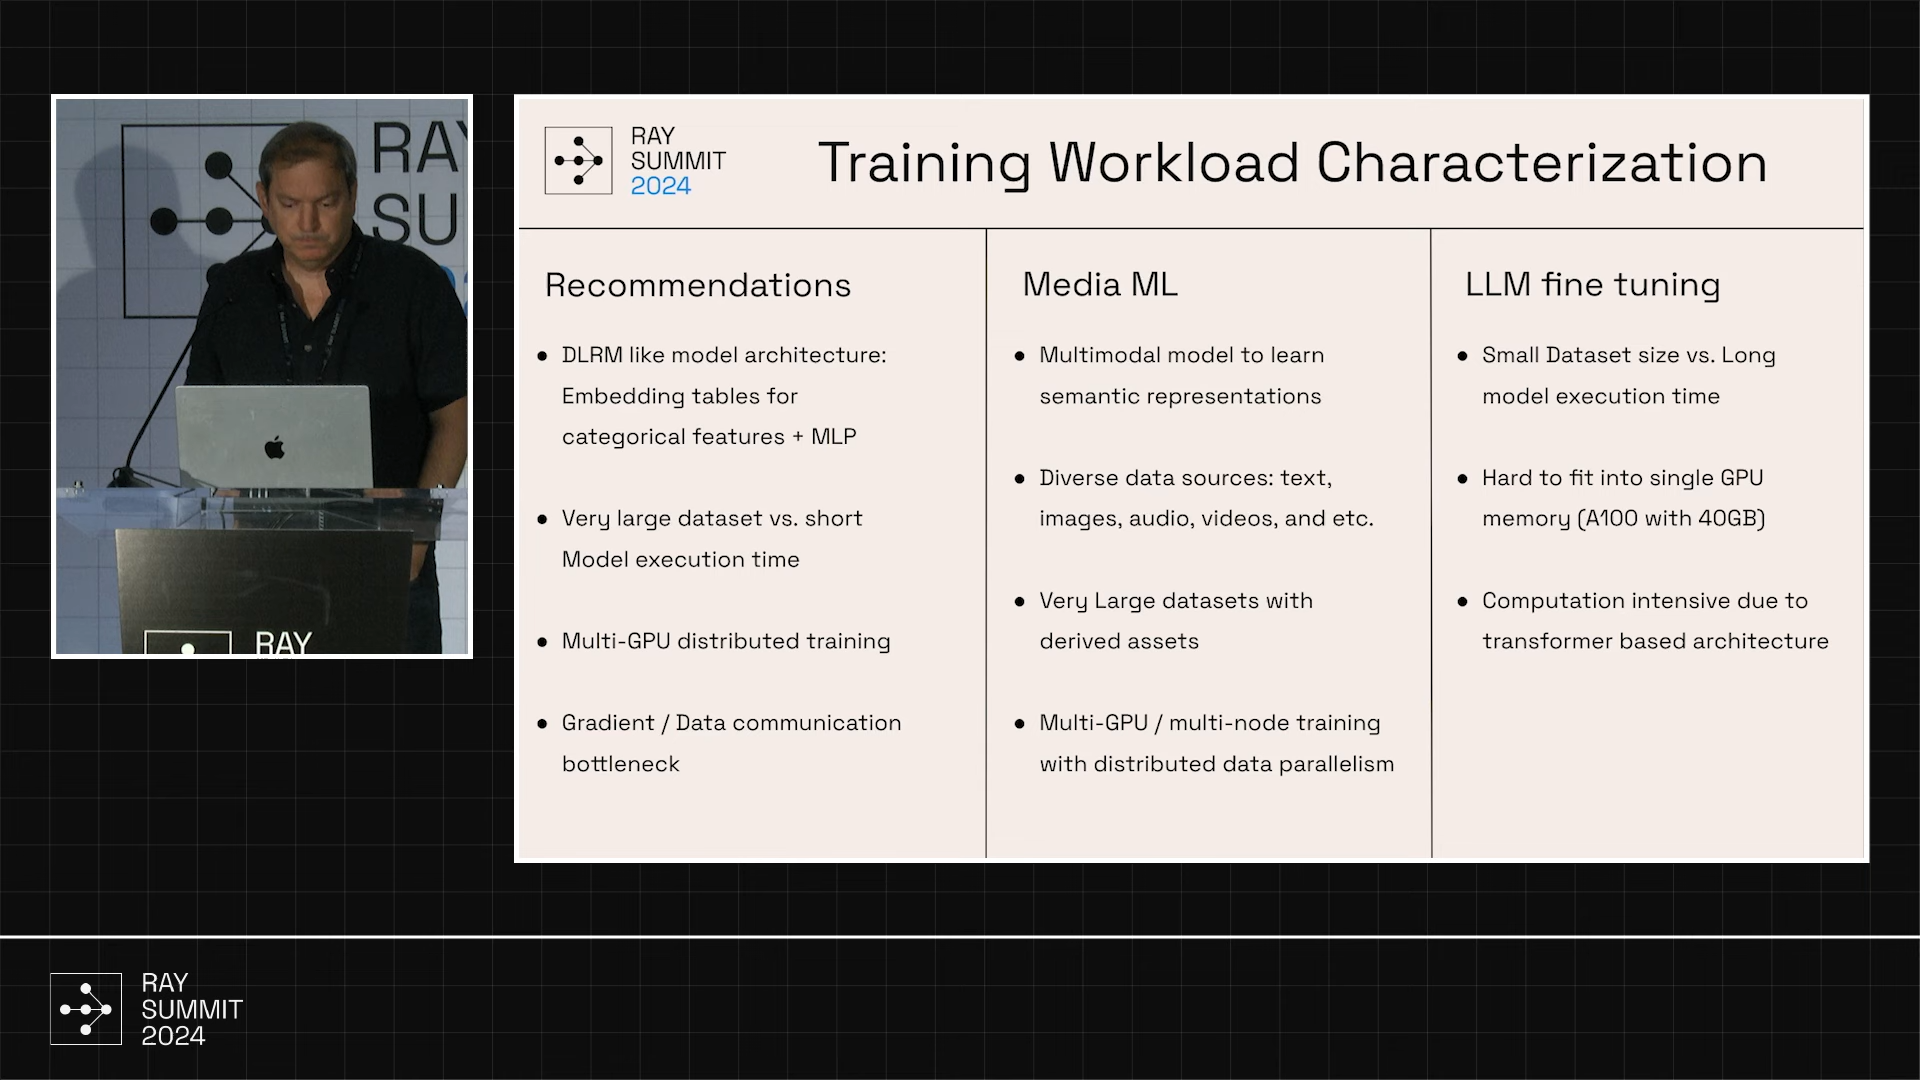 RAY
SU
RAY
RAY
SUMMIT
2024
Training Workload Characterization
Recommendations
● DLRM like model architecture:
Embedding tables for
categorical features + MLP
● Very large dataset vs. short
Model execution time
● Multi-GPU distributed training
● Gradient / Data communication
bottleneck
Media ML
● Multimodal model to learn
semantic representations
● Diverse data sources: text,
images, audio, videos, and etc.
● Very Large datasets with
derived assets
● Multi-GPU / multi-node training
with distributed data parallelism
LLM fine tuning
● Small Dataset size vs. Long
model execution time
● Hard to fit into single GPU
memory (A100 with 40GB)
● Computation intensive due to
transformer based architecture
RAY
SUMMIT
2024